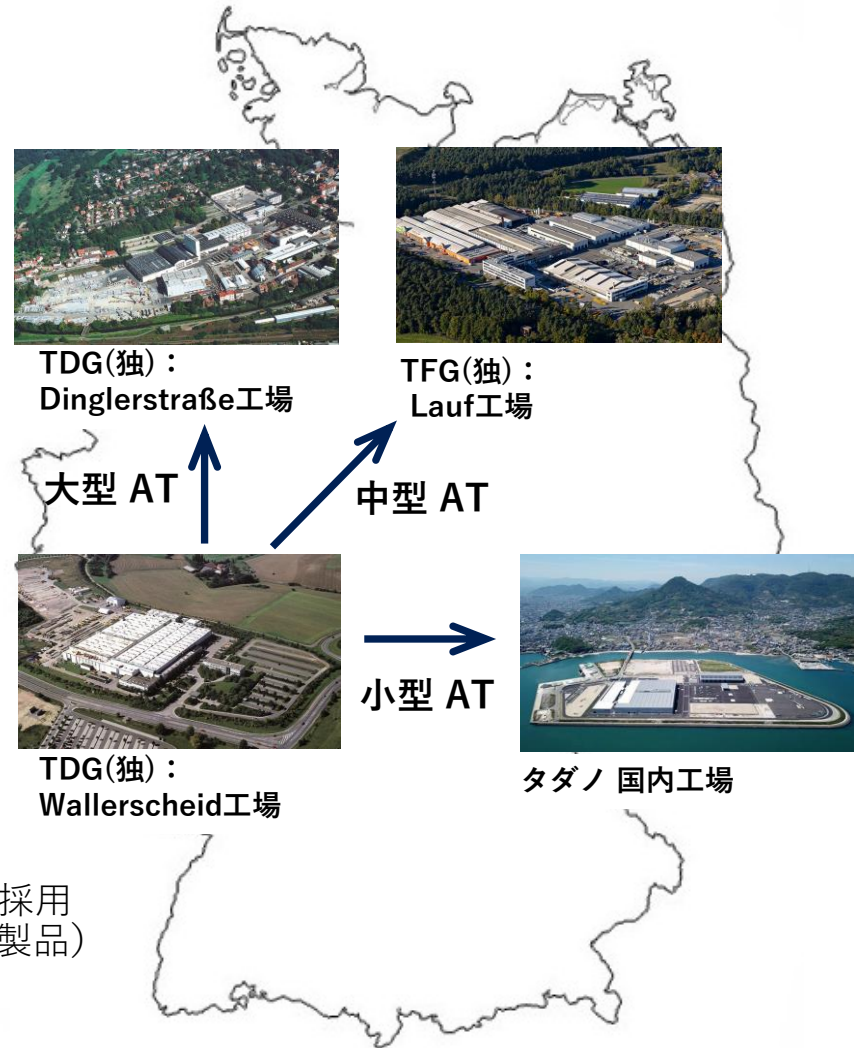 TDG(独)：
Dinglerstraße工場
TFG(独)：
Lauf工場
大型 AT
中型 AT
小型 AT
TDG(独)：
Wallerscheid工場
タダノ 国内工場
採用
製品）